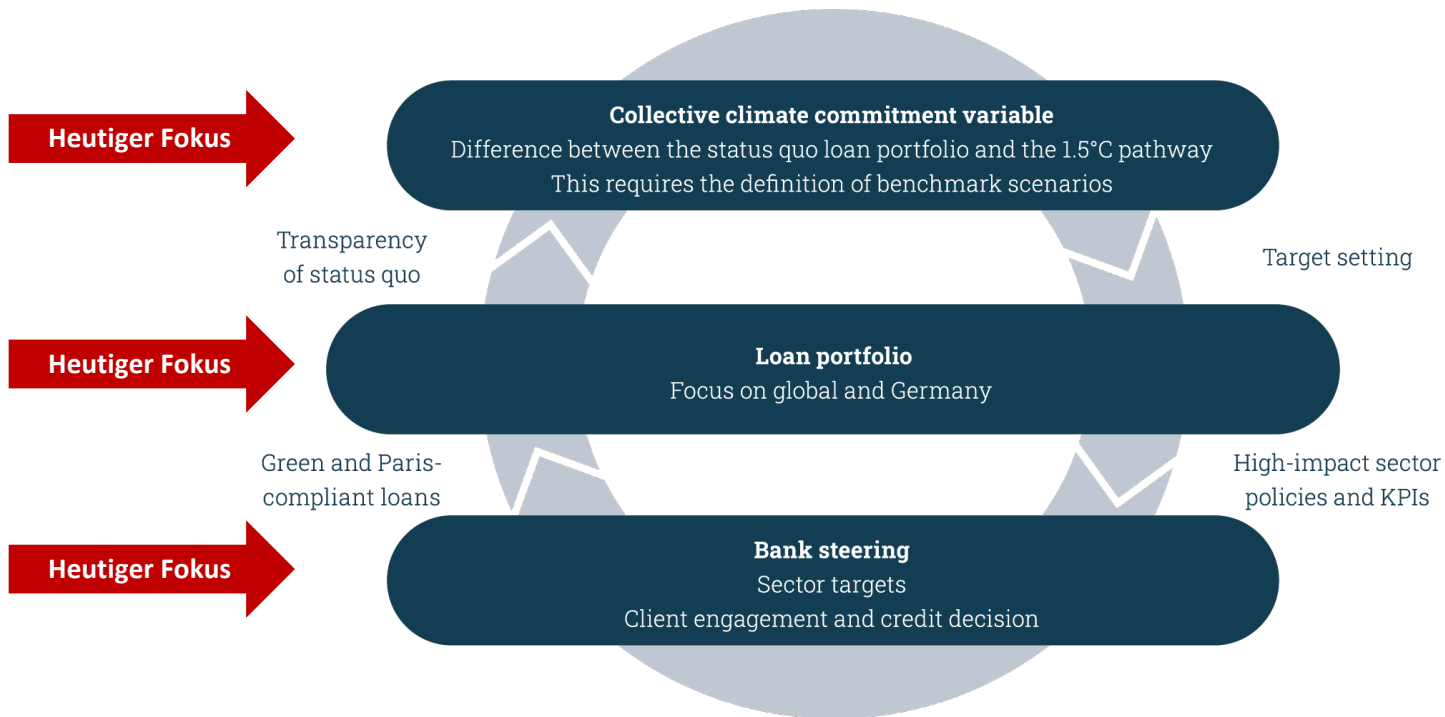 Heutiger Fokus
Collective climate commitment variable
Difference between the status quo loan portfolio and the 1.5°C pathway
This requires the definition of benchmark scenarios
Transparency
of status quo
Target setting
Heutiger Fokus
Loan portfolio
Focus on global and Germany
Green and Paris-
compliant loans
High-impact sector
policies and KPIs
Heutiger Fokus
Bank steering
Sector targets
Client engagement and credit decision